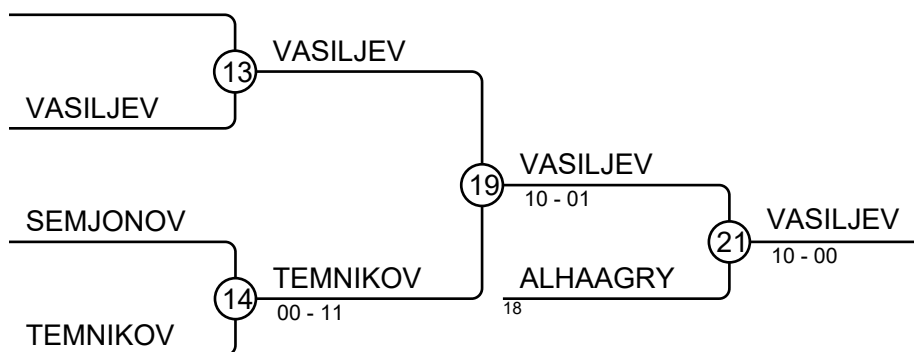 13
VASILJEV
VASILJEV
19
VASILJEV
10 - 01
SEMJONOV
21
VASILJEV
10 - 00
14
TEMNIKOV
00 - 11
ALHAAGRY
18
TEMNIKOV